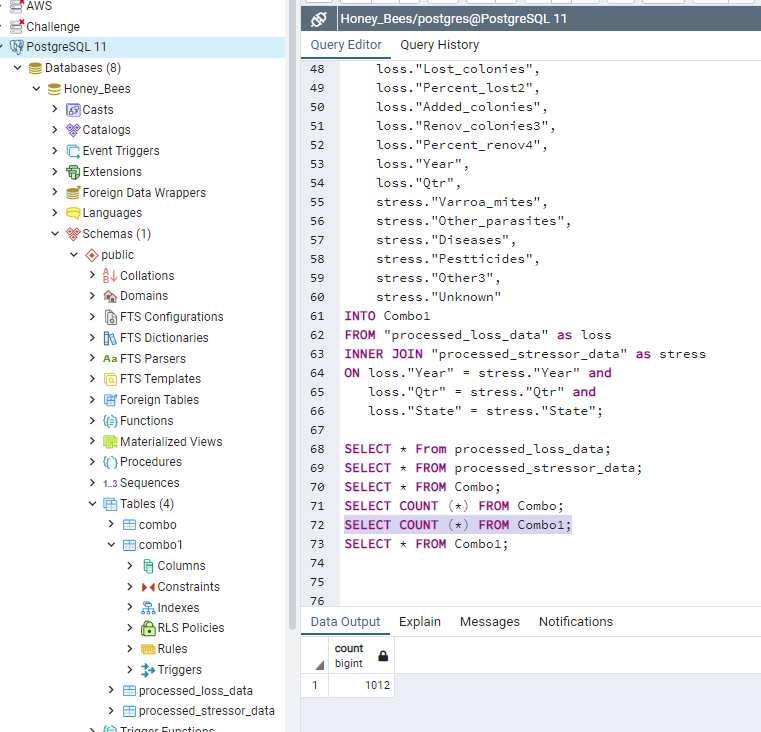 AWS
Challenge
PostgreSQL 11
Databases (8)
Honey_Bees
Casts
Catalogs
Event Triggers
Extensions
Foreign Data Wrappers
Languages
Schemas (1)
public
Collations
Domains
FTS Configurations
FTS Dictionaries
Aa FTS Parsers
FTS Templates
Foreign Tables
Functions
Materialized Views
Procedures
1..3 Sequences
Tables (4)
combo
combo1
Columns
Constraints
Indexes
RLS Policies
Rules
Triggers
processed_loss_data
processed_stressor_data
Trigger Functions
Honey_Bees/postgres@PostgreSQL 11
Query Editor Query History
48 loss."Lost_colonies",
49 loss."Percent_lost2",
50 loss."Added_colonies",
51 loss."Renov_colonies3",
52 loss."Percent_renov4",
53 loss."Year",
54 loss."Qtr",
55 stress."Varroa_mites",
56 stress."Other_parasites",
57 stress."Diseases",
58 stress."Pestticides",
59 stress."Other3",
60 stress."Unknown"
61 INTO Combo1
62 FROM "processed_loss_data" as loss
63 INNER JOIN "processed_stressor_data" as stress
64 ON loss."Year" = stress."Year" and
65 loss."Qtr" = stress."Qtr" and
66 loss."State" = stress."State";
67
68 SELECT * From processed_loss_data;
69 SELECT * FROM processed_stressor_data;
70 SELECT * FROM Combo;
71 SELECT COUNT (*) FROM Combo;
72 SELECT COUNT (*) FROM Combo1;
73 SELECT * FROM Combo1;
74
75
76
Data Output Explain Messages Notifications
count
bigint
1 1012